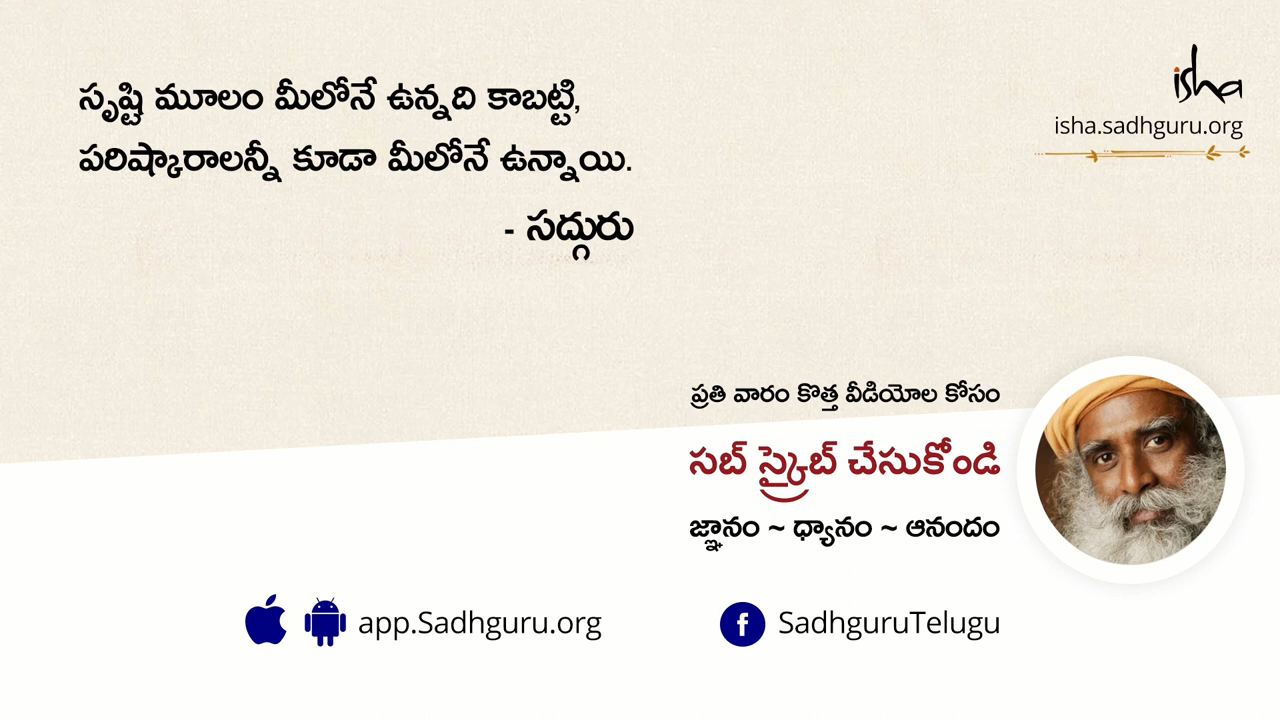 సృష్టి మూలం మీలోనే ఉన్నది కాబట్టి,
పరిష్కారాలన్నీ కూడా మీలోనే ఉన్నాయి.
- సద్గురు
isha
isha.sadhguru.org
ప్రతి వారం కొత్త వీడియోల కోసం
సబ్ స్క్రైబ్ చేసుకోండి
జ్ఞానం ~ ధ్యానం ~ ఆనందం
app.Sadhguru.org
SadhguruTelugu